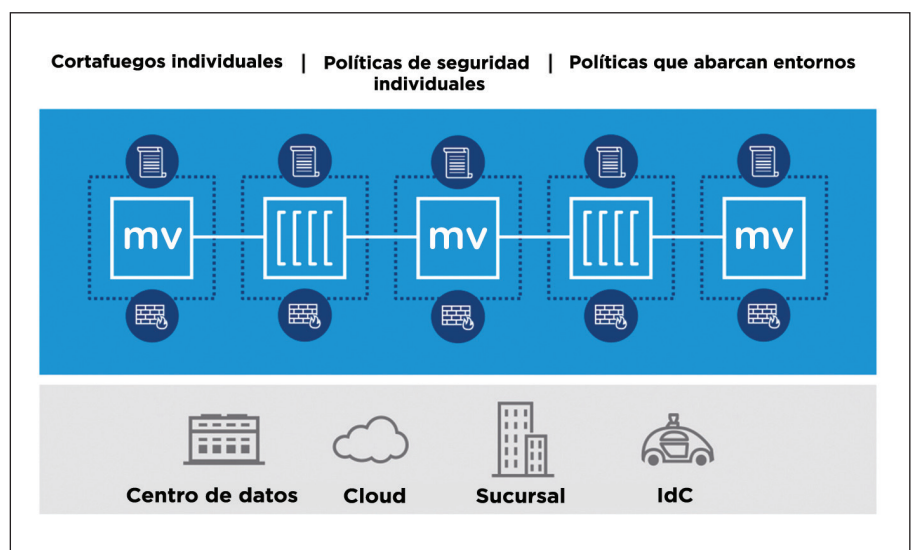 Cortafuegos individuales | Políticas de seguridad individuales | Políticas que abarcan entornos
mv mv mv
Centro de datos Cloud Sucursal IdC